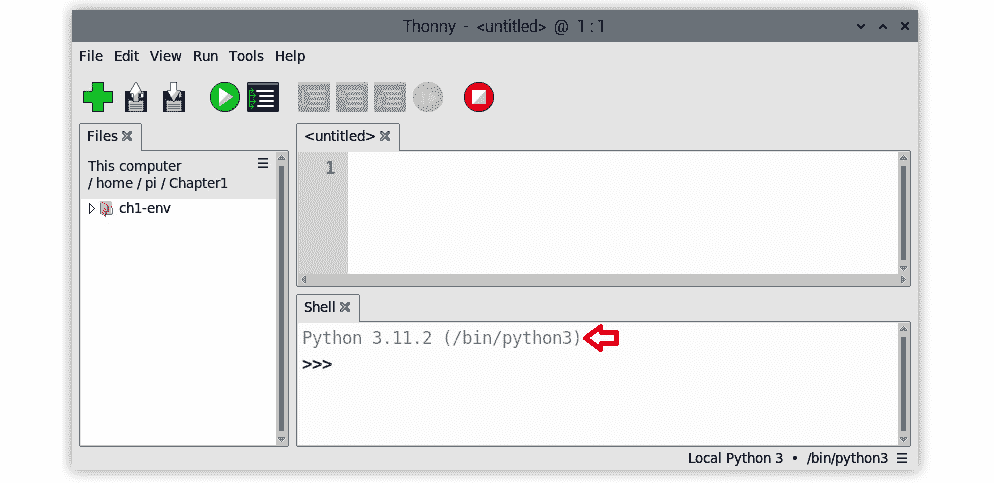 Thonny - <untitled> @ 1:1
File Edit View Run Tools Help
Files
This computer
/ home / pi / Chapter1
ch1-env
<untitled>
1
Shell
Python 3.11.2 (/bin/python3)
>>>
Local Python 3 • /bin/python3 ☰